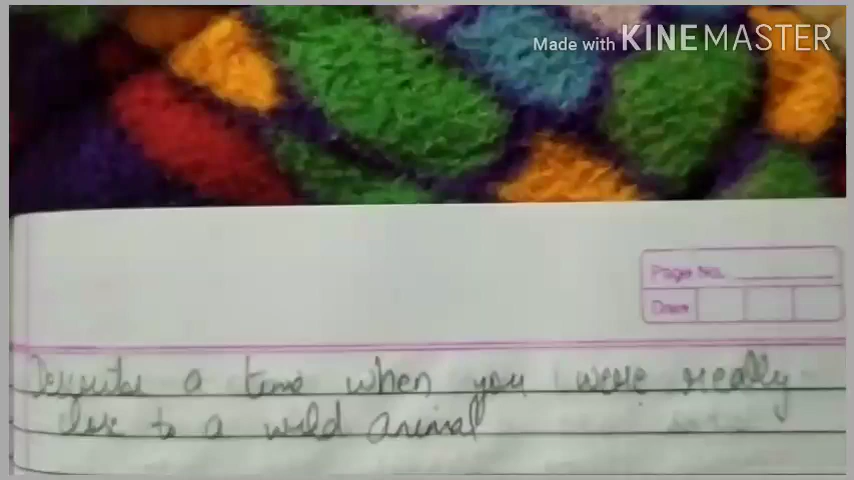 Made with KINEMASTER
Page No.
Date
Describe a time when you were really
close to a wild animal